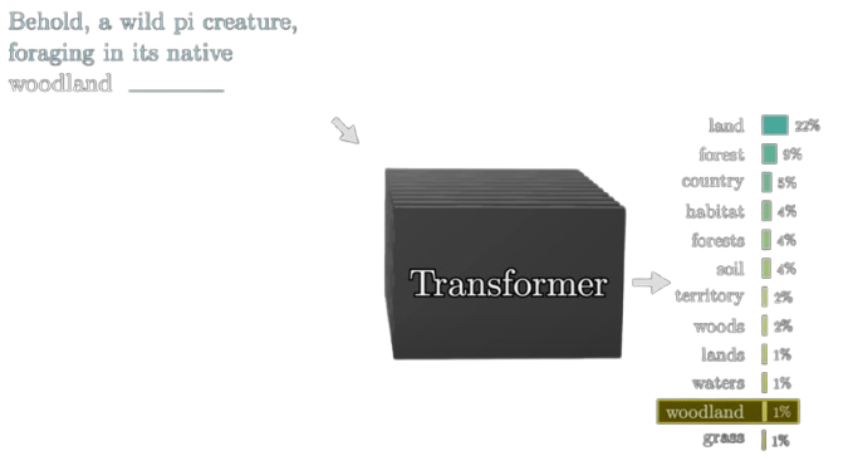 Behold, a wild pi creature,
foraging in its native
woodland
Transformer
land 22%
forest 9%
country 5%
habitat 4%
forests 4%
soil 4%
territory 2%
woods 2%
lands 1%
waters 1%
woodland 1%
grass 1%